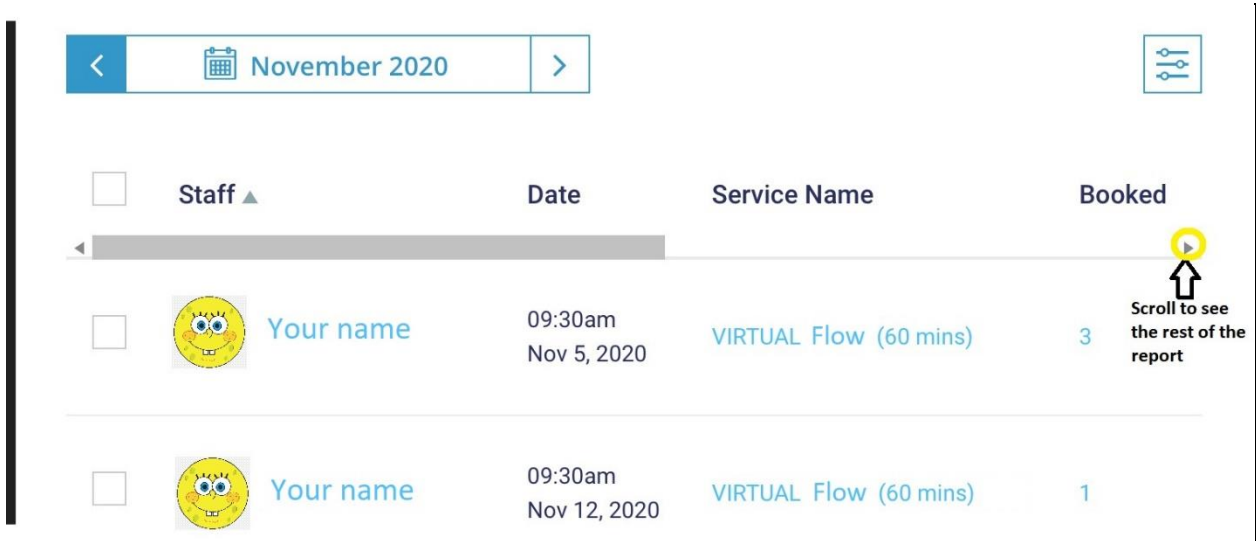 November 2020
Staff Date Service Name Booked
Scroll to see
the rest of the
report
Your name 09:30am
Nov 5, 2020 VIRTUAL Flow (60 mins) 3
Your name 09:30am
Nov 12, 2020 VIRTUAL Flow (60 mins) 1